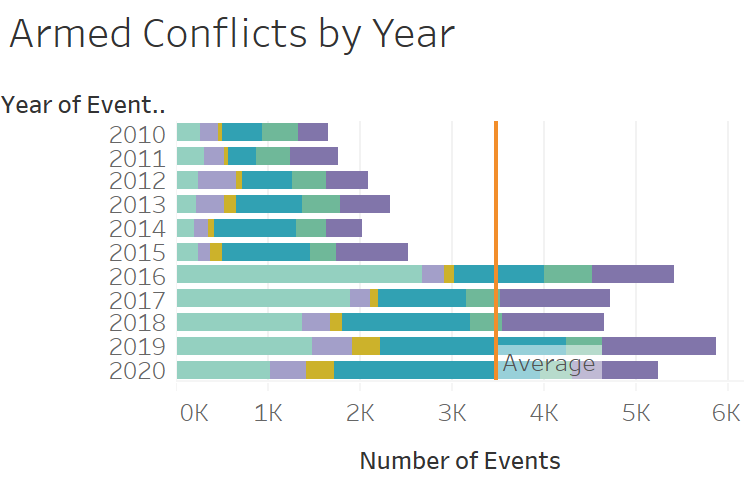 Armed Conflicts by Year
Year of Event..
2010
2011
2012
2013
2014
2015
2016
2017
2018
2019
2020
Average
0K 1K 2K 3K 4K 5K 6K
Number of Events